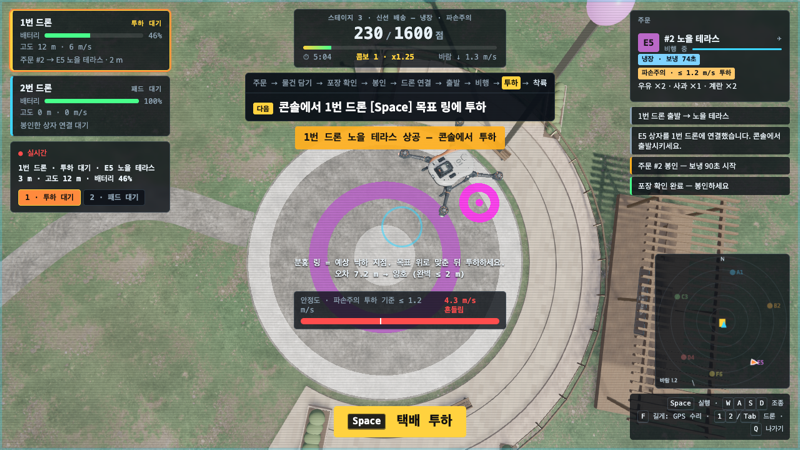 1번 드론
투하 대기
배터리 46%
고도 12 m · 6 m/s
주문 #2 → E5 노을 테라스 · 2 m
2번 드론
패드 대기
배터리 100%
고도 0 m · 0 m/s
봉인한 상자 연결 대기
● 실시간
1번 드론 · 투하 대기 · E5 노을 테라스
3 m · 고도 12 m · 배터리 46%
1 · 투하 대기
2 · 패드 대기
스테이지 3 · 신선 배송 — 냉장 · 파손주의
230/1600점
5:04
콤보 1 · x1.25
바람 ↓ 1.3 m/s
주문 → 물건 담기 → 포장 확인 → 봉인 → 드론 연결 → 출발 → 비행 → 투하 → 착륙
다음 콘솔에서 1번 드론 [Space] 목표 링에 투하
1번 드론 노을 테라스 상공 — 콘솔에서 투하
분홍 링 = 예상 낙하 지점. 목표 위로 맞춘 뒤 투하하세요.
오차 7.2 m → 양호 (완벽 ≤ 2 m)
안정도 · 파손주의 투하 기준 ≤ 1.2 m/s
4.3 m/s 흔들림
Space 택배 투하
주문
E5
#2 노을 테라스
비행 중
냉장 · 보냉 74초
파손주의 · ≤ 1.2 m/s 투하
우유 ×2 · 사과 ×1 · 계란 ×2
1번 드론 출발 → 노을 테라스
E5 상자를 1번 드론에 연결했습니다. 콘솔에서 출발시키세요.
주문 #2 봉인 — 보냉 90초 시작
포장 확인 완료 — 봉인하세요
N
A1
C3
B2
E5
D4
F6
바람 1.2
Space 실행 · W A S D 조종
F 길게: GPS 수리 · 1 2 / Tab 드론 ·
Q 나가기